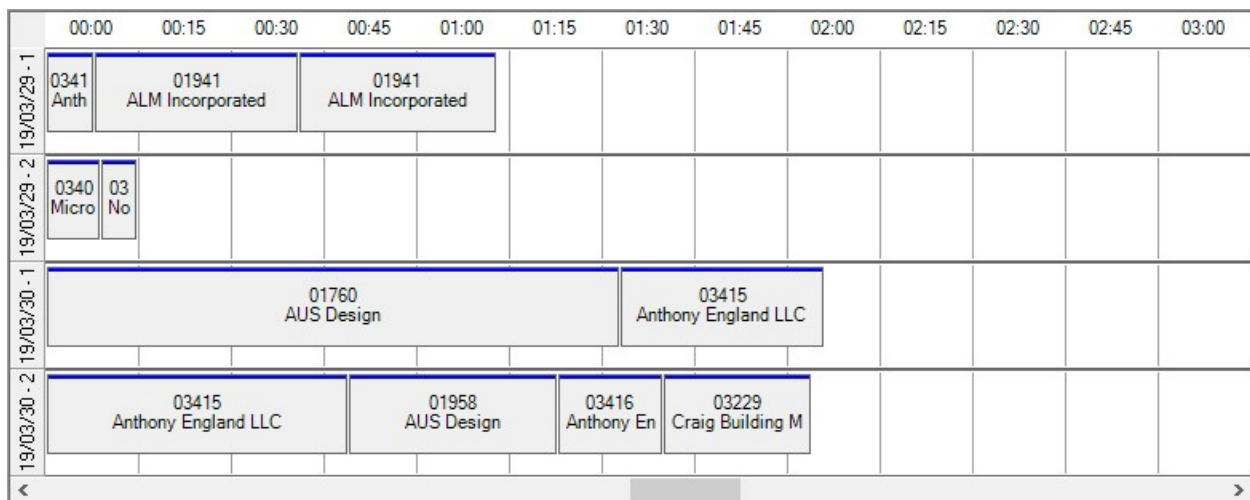 00:00 00:15 00:30 00:45 01:00 01:15 01:30 01:45 02:00 02:15 02:30 02:45 03:00
19/03/29 - 1
0341
Anth
01941
ALM Incorporated
01941
ALM Incorporated
19/03/29 - 2
0340
Micro
03
No
19/03/30 - 1
01760
AUS Design
03415
Anthony England LLC
19/03/30 - 2
03415
Anthony England LLC
01958
AUS Design
03416
Anthony En
03229
Craig Building M